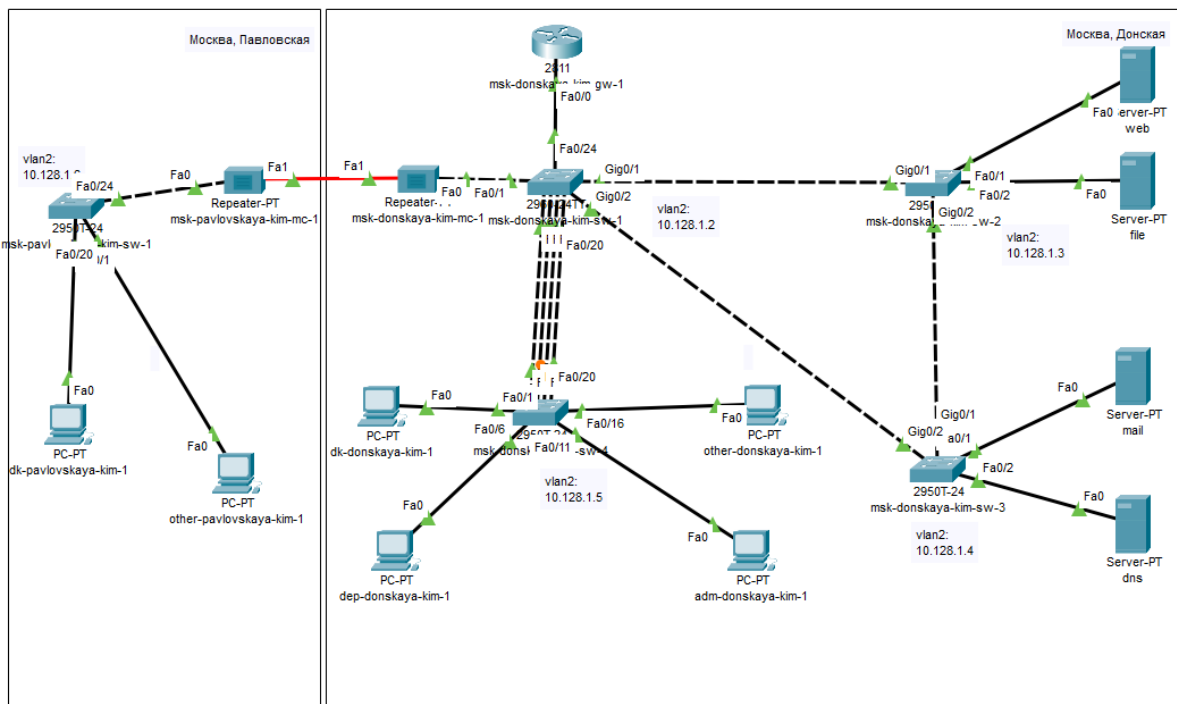 Москва, Павловская
vlan2:
Fa0/24
2950T-24
Fa0/20
Fa0
Fa1
Repeater-PT
msk-pavlovskaya-kim-mc-1
Fa0
PC-PT
dk-pavlovskaya-kim-1
Fa0
PC-PT
other-pavlovskaya-kim-1
Москва, Донская
2811
Fa0/0
Fa0/24
Fa1
Fa0
Fa0/1
msk-donskaya-kim-mc-1
msk-donskaya-kim-sw-1
Gig0/1
Gig0/2
Fa0/20
vlan2:
10.128.1.2
Gig0/1
Fa0/1
Fa0/2
Gig0/2
vlan2:
10.128.1.3
Fa0
web
Fa0
Server-PT
file
Fa0/20
Fa0/1
Fa0/16
Fa0/6
Fa0/11
vlan2:
10.128.1.5
Fa0
PC-PT
dk-donskaya-kim-1
Fa0
PC-PT
other-donskaya-kim-1
Fa0
PC-PT
dep-donskaya-kim-1
Fa0
PC-PT
adm-donskaya-kim-1
Gig0/1
Gig0/2
Fa0/2
2950T-24
msk-donskaya-kim-sw-3
vlan2:
10.128.1.4
Fa0
Server-PT
mail
Fa0
Server-PT
dns